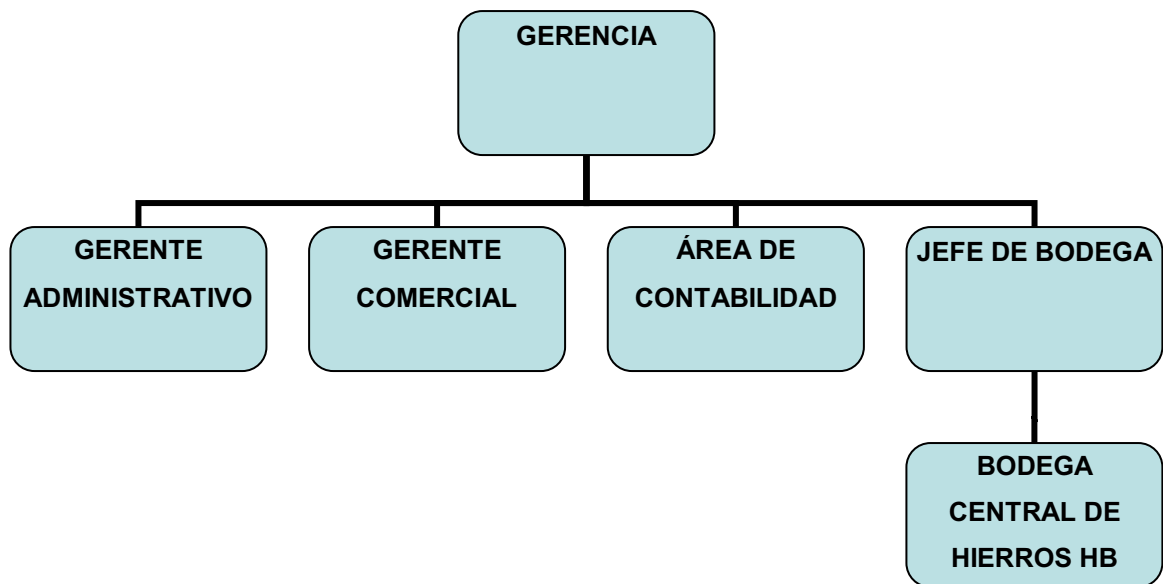 GERENCIA
GERENTE
ADMINISTRATIVO
GERENTE
COMERCIAL
ÁREA DE
CONTABILIDAD
JEFE DE BODEGA
BODEGA
CENTRAL DE
HIERROS HB